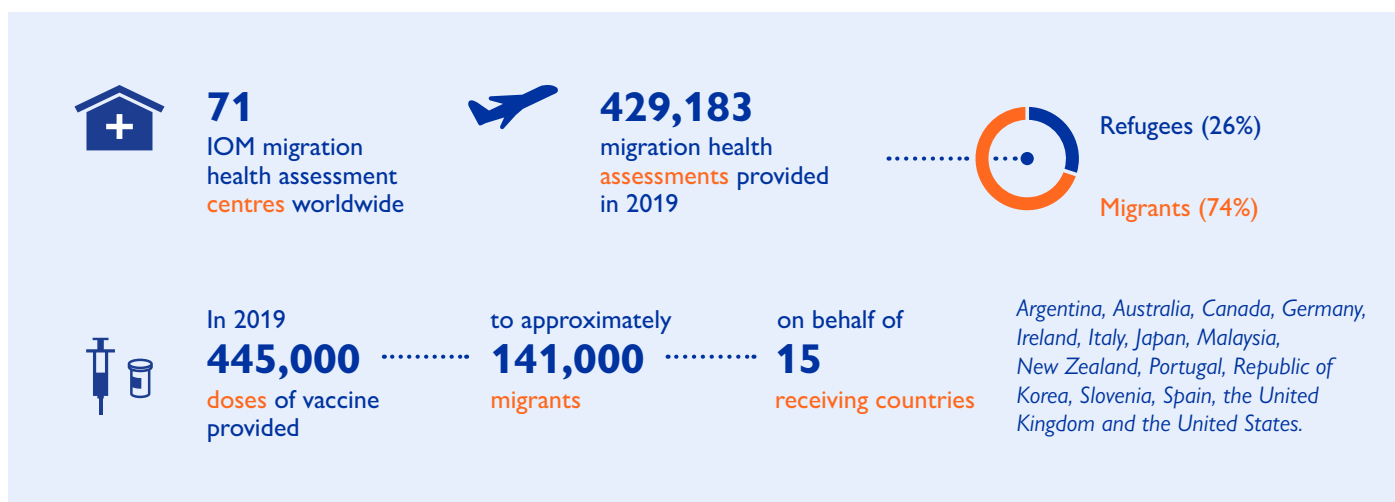 71
IOM migration
health assessment
centres worldwide
429,183
migration health
assessments provided
in 2019
Refugees (26%)
Migrants (74%)
In 2019
445,000
doses of vaccine
provided
to approximately
141,000
migrants
on behalf of
15
receiving countries
Argentina, Australia, Canada, Germany,
Ireland, Italy, Japan, Malaysia,
New Zealand, Portugal, Republic of
Korea, Slovenia, Spain, the United
Kingdom and the United States.